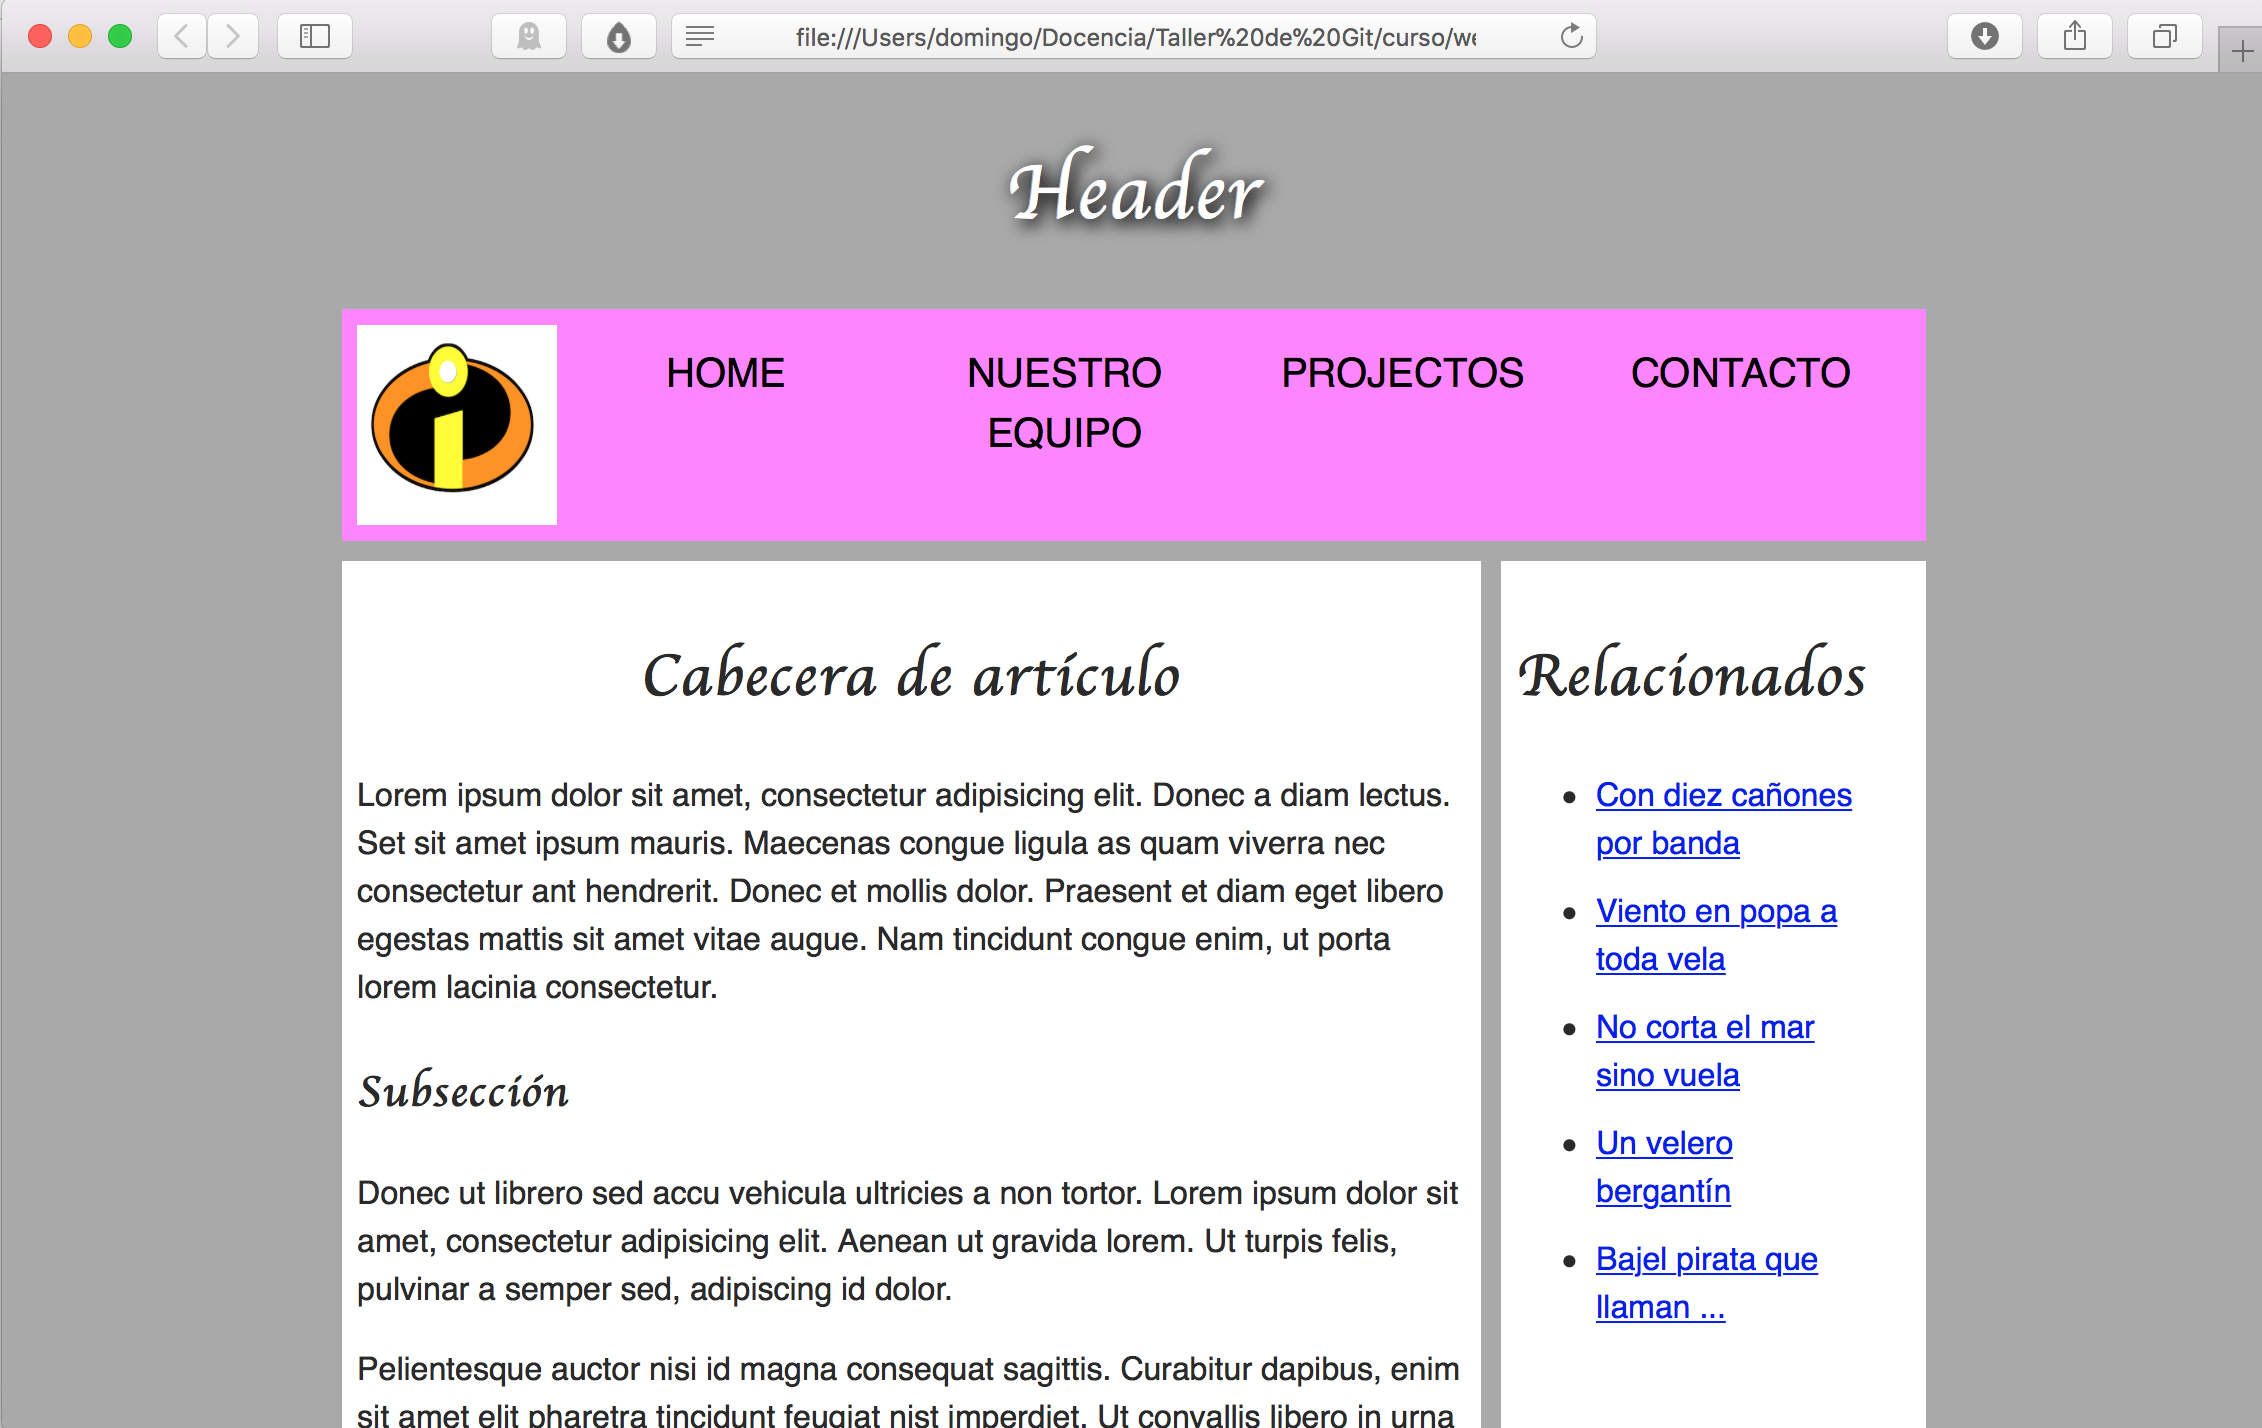 file:///Users/domingo/Docencia/Taller%20de%20Git/curso/we
Header
HOME
NUESTRO
EQUIPO
PROJECTOS
CONTACTO
Cabecera de artículo
Lorem ipsum dolor sit amet, consectetur adipisicing elit. Donec a diam lectus.
Set sit amet ipsum mauris. Maecenas congue ligula as quam viverra nec
consectetur ant hendrerit. Donec et mollis dolor. Praesent et diam eget libero
egestas mattis sit amet vitae augue. Nam tincidunt congue enim, ut porta
lorem lacinia consectetur.
Subsección
Donec ut librero sed accu vehicula ultricies a non tortor. Lorem ipsum dolor sit
amet, consectetur adipisicing elit. Aenean ut gravida lorem. Ut turpis felis,
pulvinar a semper sed, adipiscing id dolor.
Pelientesque auctor nisi id magna consequat sagittis. Curabitur dapibus, enim
sit amet elit pharetra tincidunt feugiat nist imperdiet. Ut convallis libero in urna
Relacionados
Con diez cañones
por banda
Viento en popa a
toda vela
No corta el mar
sino vuela
Un velero
bergantín
Bajel pirata que
llaman ...